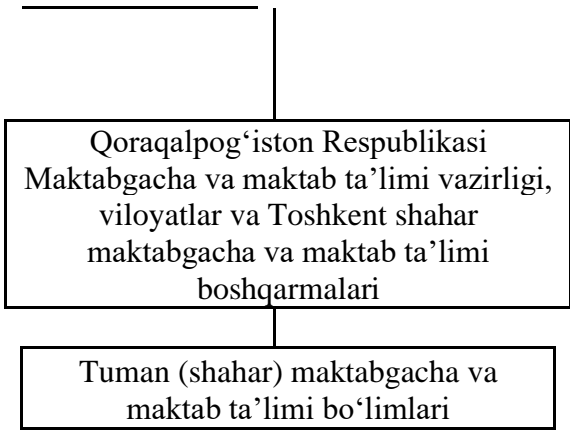 Qoraqalpog‘iston Respublikasi
Maktabgacha va maktab ta’limi vazirligi,
viloyatlar va Toshkent shahar
maktabgacha va maktab ta’limi
boshqarmalari
Tuman (shahar) maktabgacha va
maktab ta’limi bo‘limlari